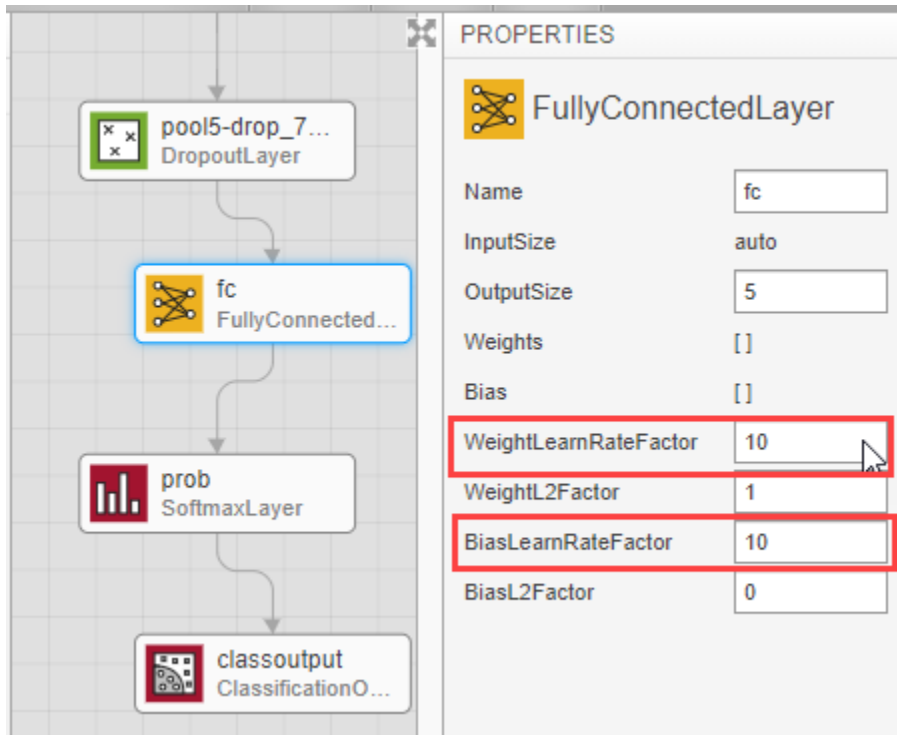 pool5-drop_7...
DropoutLayer
fc
FullyConnected...
prob
SoftmaxLayer
classoutput
ClassificationO...
PROPERTIES
FullyConnectedLayer
Name fc
InputSize auto
OutputSize 5
Weights []
Bias []
WeightLearnRateFactor 10
WeightL2Factor 1
BiasLearnRateFactor 10
BiasL2Factor 0